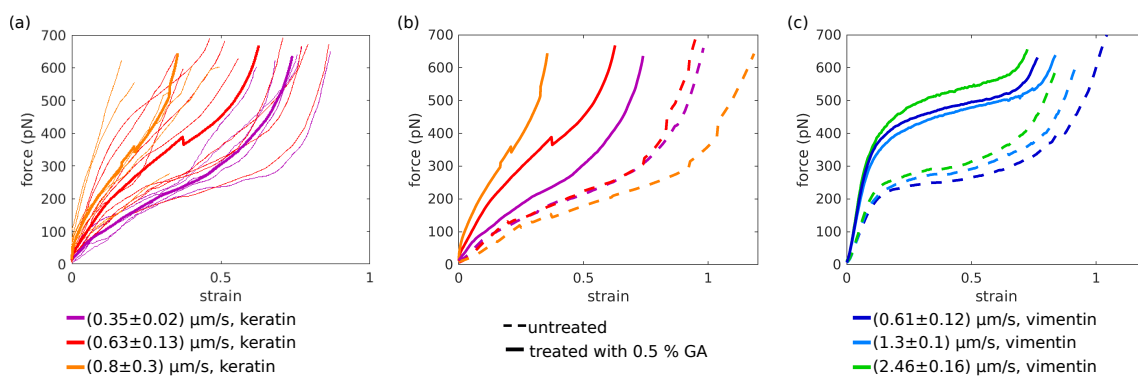 (a)
700
600
500
400
300
200
100
0
force (pN)
0
0.5
1
strain
(0.35±0.02) µm/s, keratin
(0.63±0.13) µm/s, keratin
(0.8±0.3) µm/s, keratin
(b)
700
600
500
400
300
200
100
0
force (pN)
0
0.5
1
strain
untreated
treated with 0.5 % GA
(c)
700
600
500
400
300
200
100
0
force (pN)
0
0.5
1
strain
(0.61±0.12) µm/s, vimentin
(1.3±0.1) µm/s, vimentin
(2.46±0.16) µm/s, vimentin